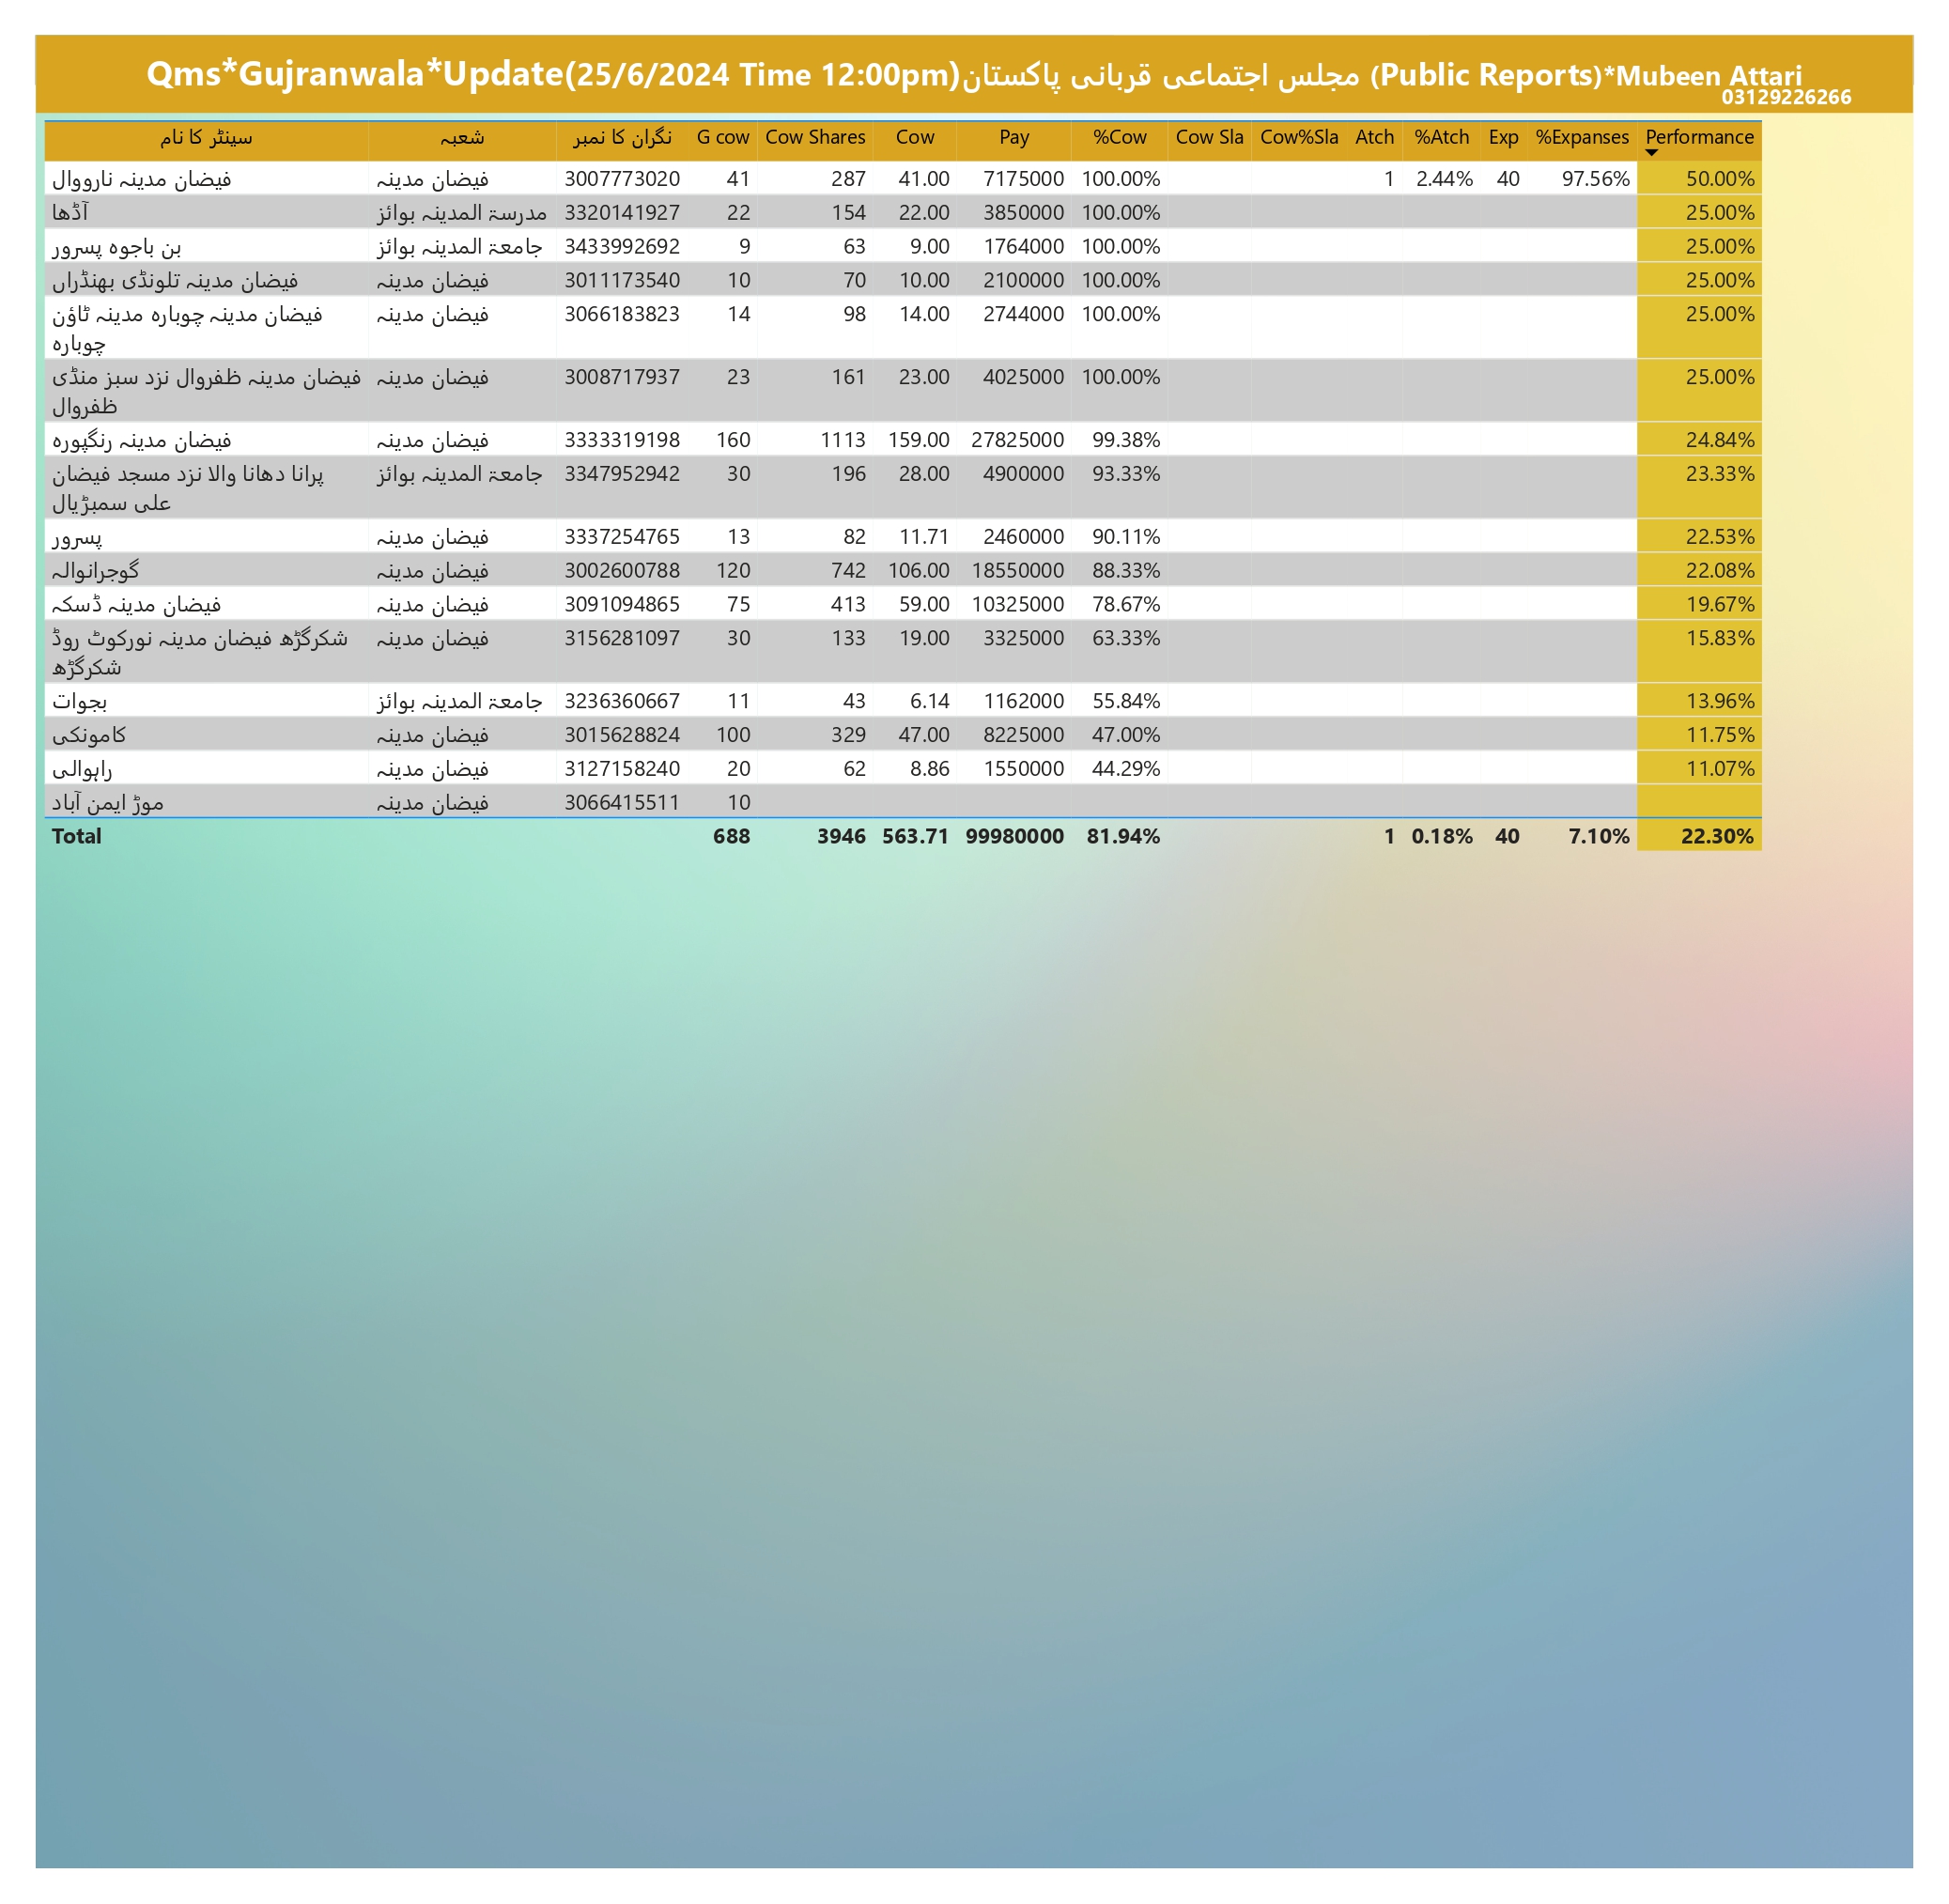 Qms*Gujranwala*Update(25/6/2024 Time 12:00pm)مجلس اجتماعی قربانی پاکستان (Public Reports)*Mubeen Attari
03129226266
سینٹر کا نام شعبہ نگران کا نمبر G cow Cow Shares Cow Pay %Cow Cow Sla Cow%Sla Atch %Atch Exp %Expanses Performance
فیضان مدینہ نارووال فیضان مدینہ 3007773020 41 287 41.00 7175000 100.00% 1 2.44% 40 97.56% 50.00%
آڈھا مدرسۃ المدینہ بوائز 3320141927 22 154 22.00 3850000 100.00% 25.00%
بن باجوہ پسرور جامعۃ المدینہ بوائز 3433992692 9 63 9.00 1764000 100.00% 25.00%
فیضان مدینہ تلونڈی بھنڈراں فیضان مدینہ 3011173540 10 70 10.00 2100000 100.00% 25.00%
فیضان مدینہ چوبارہ مدینہ ٹاؤن فیضان مدینہ 3066183823 14 98 14.00 2744000 100.00% 25.00%
چوبارہ
فیضان مدینہ ظفروال نزد سبز منڈی فیضان مدینہ 3008717937 23 161 23.00 4025000 100.00% 25.00%
ظفروال
فیضان مدینہ رنگپورہ فیضان مدینہ 3333319198 160 1113 159.00 27825000 99.38% 24.84%
پرانا دھانا والا نزد مسجد فیضان جامعۃ المدینہ بوائز 3347952942 30 196 28.00 4900000 93.33% 23.33%
علی سمبڑیال
پسرور فیضان مدینہ 3337254765 13 82 11.71 2460000 90.11% 22.53%
گوجرانوالہ فیضان مدینہ 3002600788 120 742 106.00 18550000 88.33% 22.08%
فیضان مدینہ ڈسکہ فیضان مدینہ 3091094865 75 413 59.00 10325000 78.67% 19.67%
شکرگڑھ فیضان مدینہ نورکوٹ روڈ فیضان مدینہ 3156281097 30 133 19.00 3325000 63.33% 15.83%
شکرگڑھ
بجوات جامعۃ المدینہ بوائز 3236360667 11 43 6.14 1162000 55.84% 13.96%
کامونکی فیضان مدینہ 3015628824 100 329 47.00 8225000 47.00% 11.75%
راہوالی فیضان مدینہ 3127158240 20 62 8.86 1550000 44.29% 11.07%
موڑ ایمن آباد فیضان مدینہ 3066415511 10
Total 688 3946 563.71 99980000 81.94% 1 0.18% 40 7.10% 22.30%